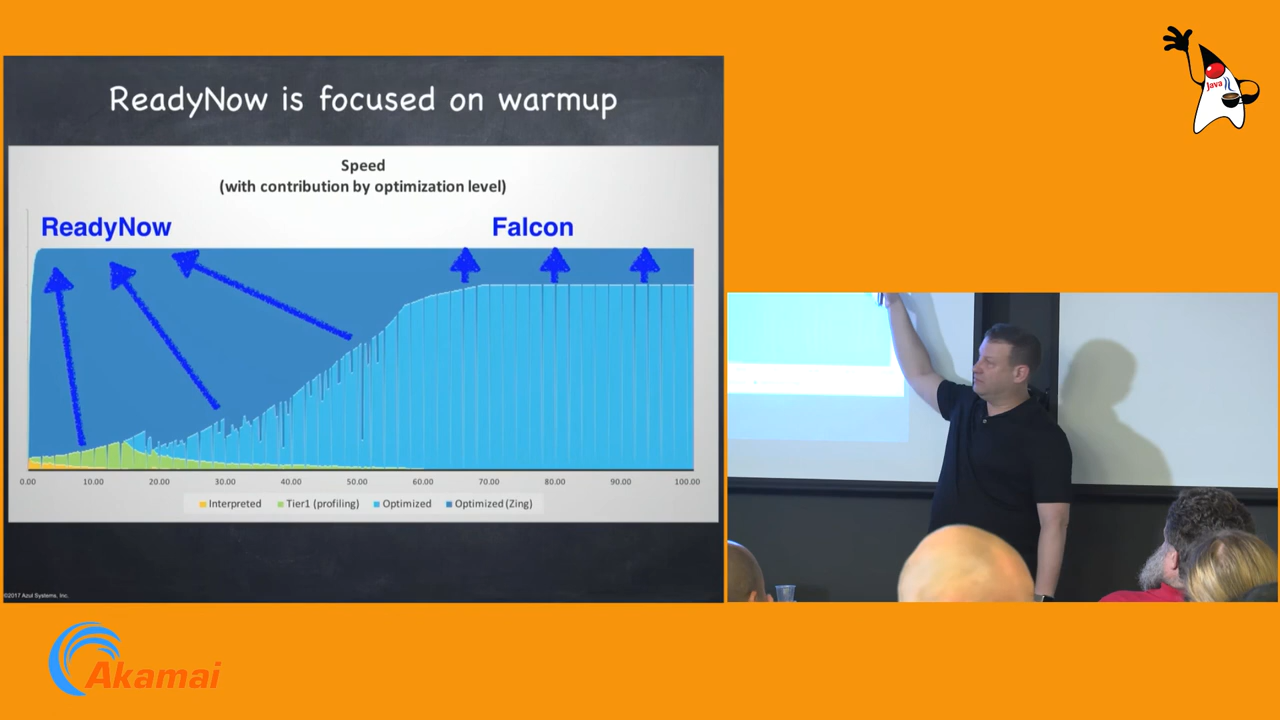 ReadyNow is focused on warmup
Speed
(with contribution by optimization level)
ReadyNow
Falcon
0.00 10.00 20.00 30.00 40.00 50.00 60.00 70.00 80.00 90.00 100.00
Interpreted Tier1 (profiling) Optimized Optimized (Zing)
©2017 Azul Systems, Inc.
Java
Akamai